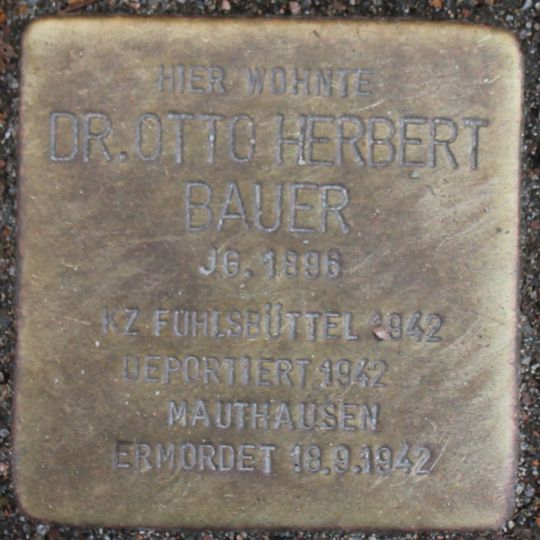 HIER WOHNTE
DR. OTTO HERBERT
BAUER
JG. 1896
KZ FUHLSBÜTTEL 1942
DEPORTIERT 1942
MAUTHAUSEN
ERMORDET 18.9.1942